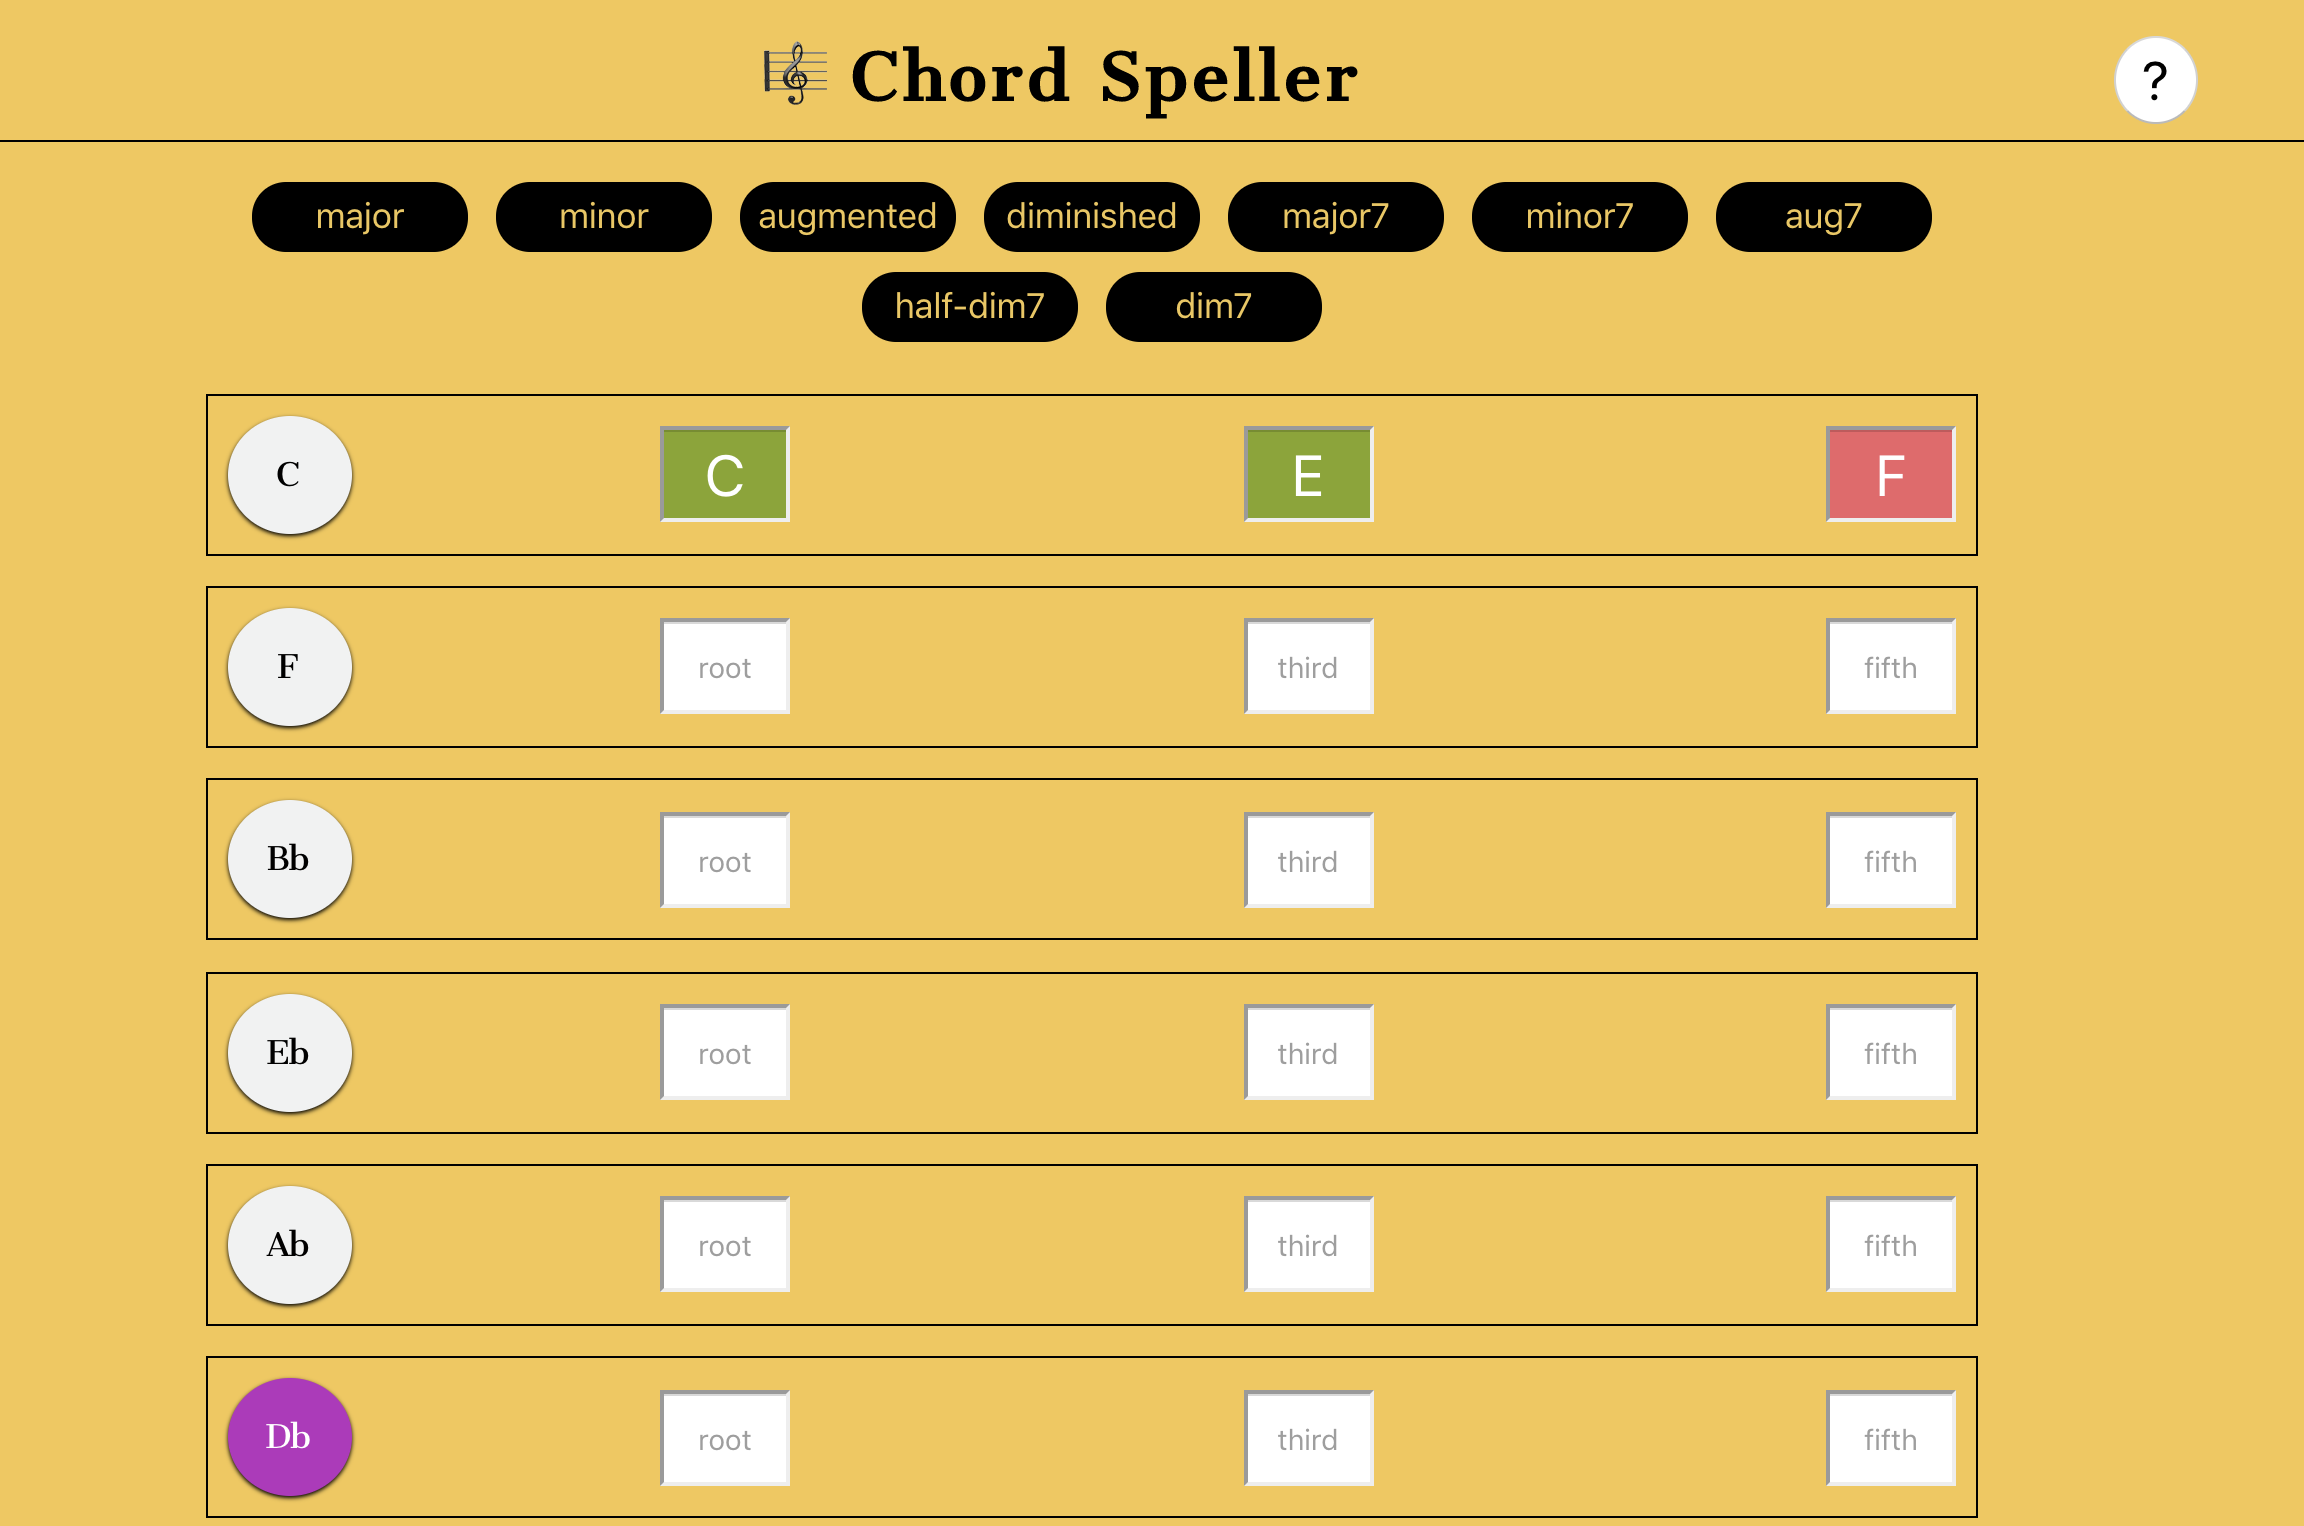 Chord Speller
?
major minor augmented diminished major7 minor7 aug7
half-dim7 dim7
C C E F
F root third fifth
Bb root third fifth
Eb root third fifth
Ab root third fifth
Db root third fifth